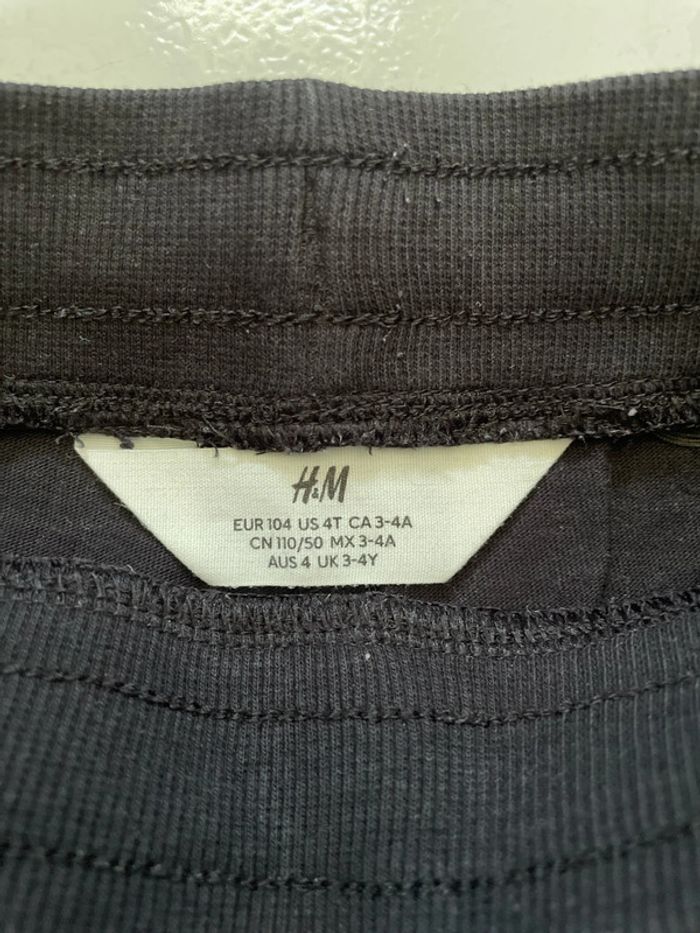 H&M
EUR 104 US 4T CA 3-4A
CN 110/50 MX 3-4A
AUS 4 UK 3-4Y